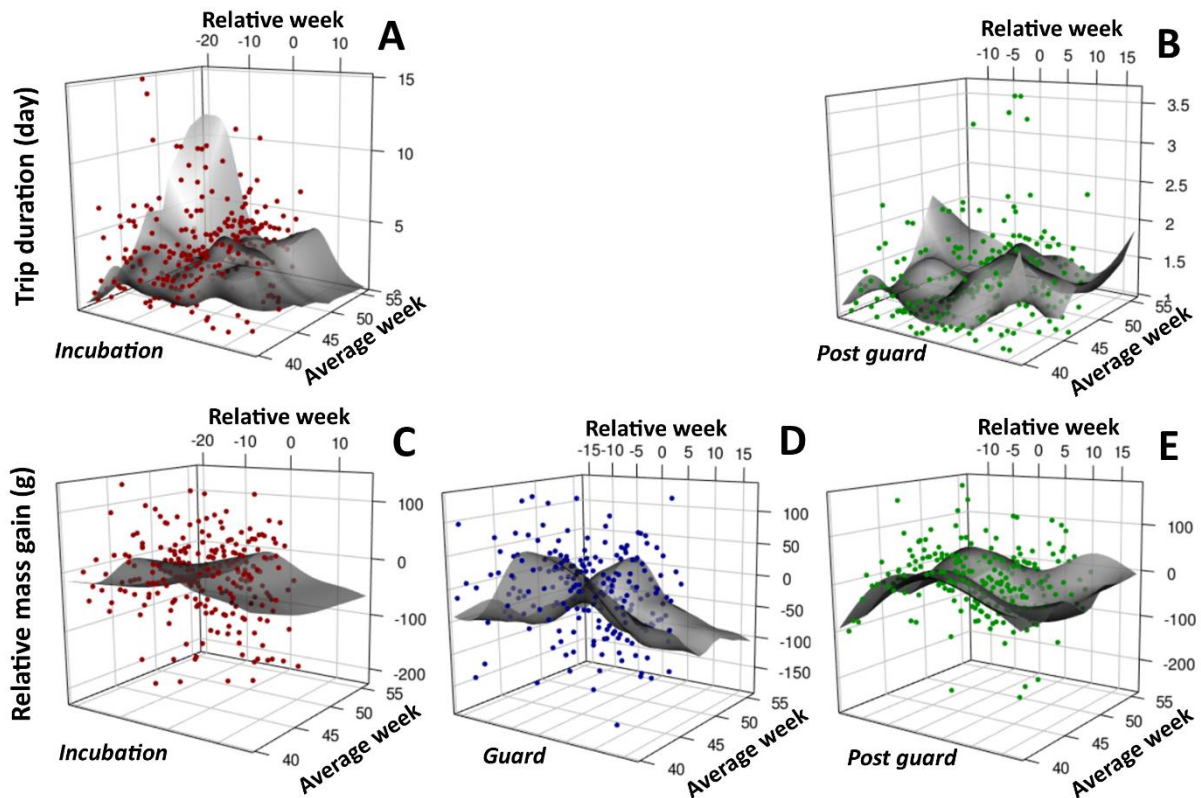 Relative week
A
-20 -10 0 10
Trip duration (day)
15
10
5
55
50
45
40
Average week
Incubation
Relative week
B
-10 -5 0 5 10 15
3.5
3
2.5
2
1.5
1
55
50
45
40
Average week
Post guard
Relative week
C
-20 -10 0 10
Relative mass gain (g)
100
0
-100
-200
55
50
45
40
Average week
Incubation
Relative week
D
-15 -10 -5 0 5 10 15
100
50
0
-50
-100
-150
55
50
45
40
Average week
Guard
Relative week
E
-10 -5 0 5 10 15
100
0
-100
-200
55
50
45
40
Average week
Post guard